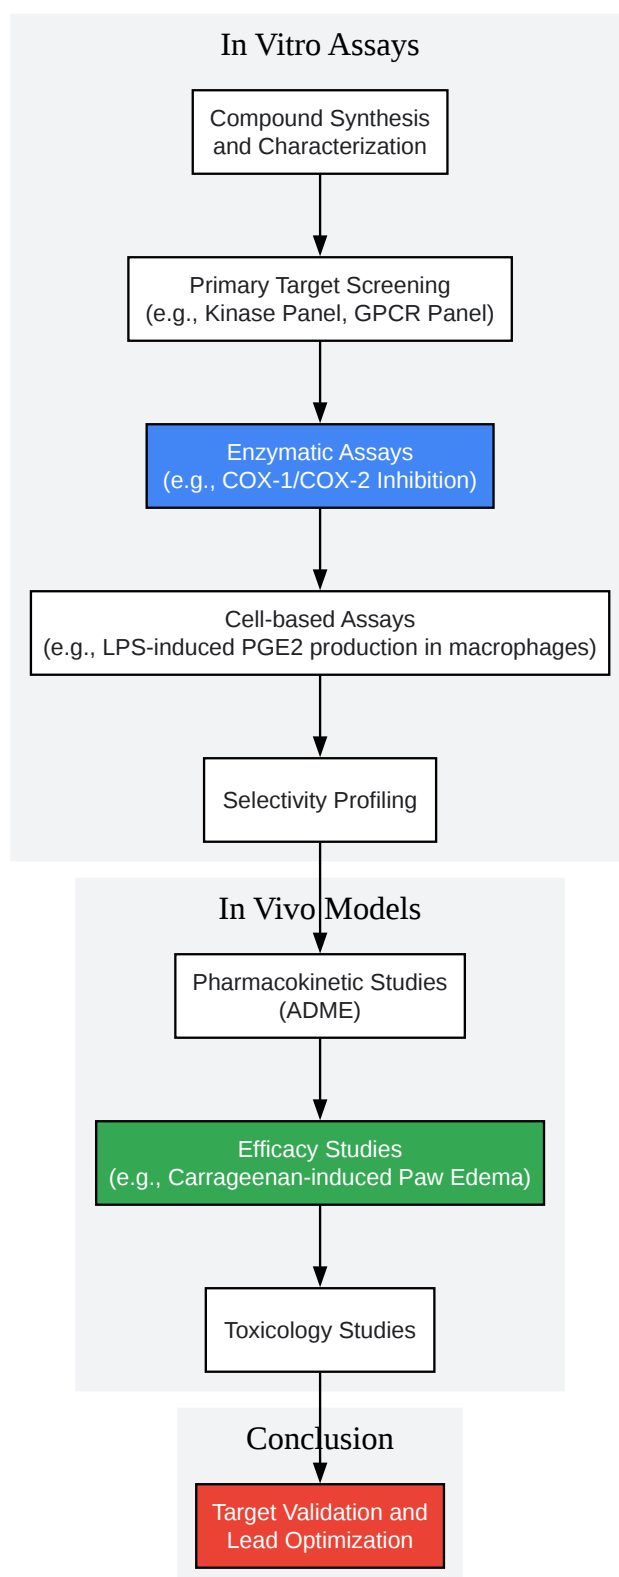 In Vitro Assays
Compound Synthesis
and Characterization
Primary Target Screening
(e.g., Kinase Panel, GPCR Panel)
Enzymatic Assays
(e.g., COX-1/COX-2 Inhibition)
Cell-based Assays
(e.g., LPS-induced PGE2 production in macrophages)
Selectivity Profiling
In Vivo Models
Pharmacokinetic Studies
(ADME)
Efficacy Studies
(e.g., Carrageenan-induced Paw Edema)
Toxicology Studies
Conclusion
Target Validation and
Lead Optimization